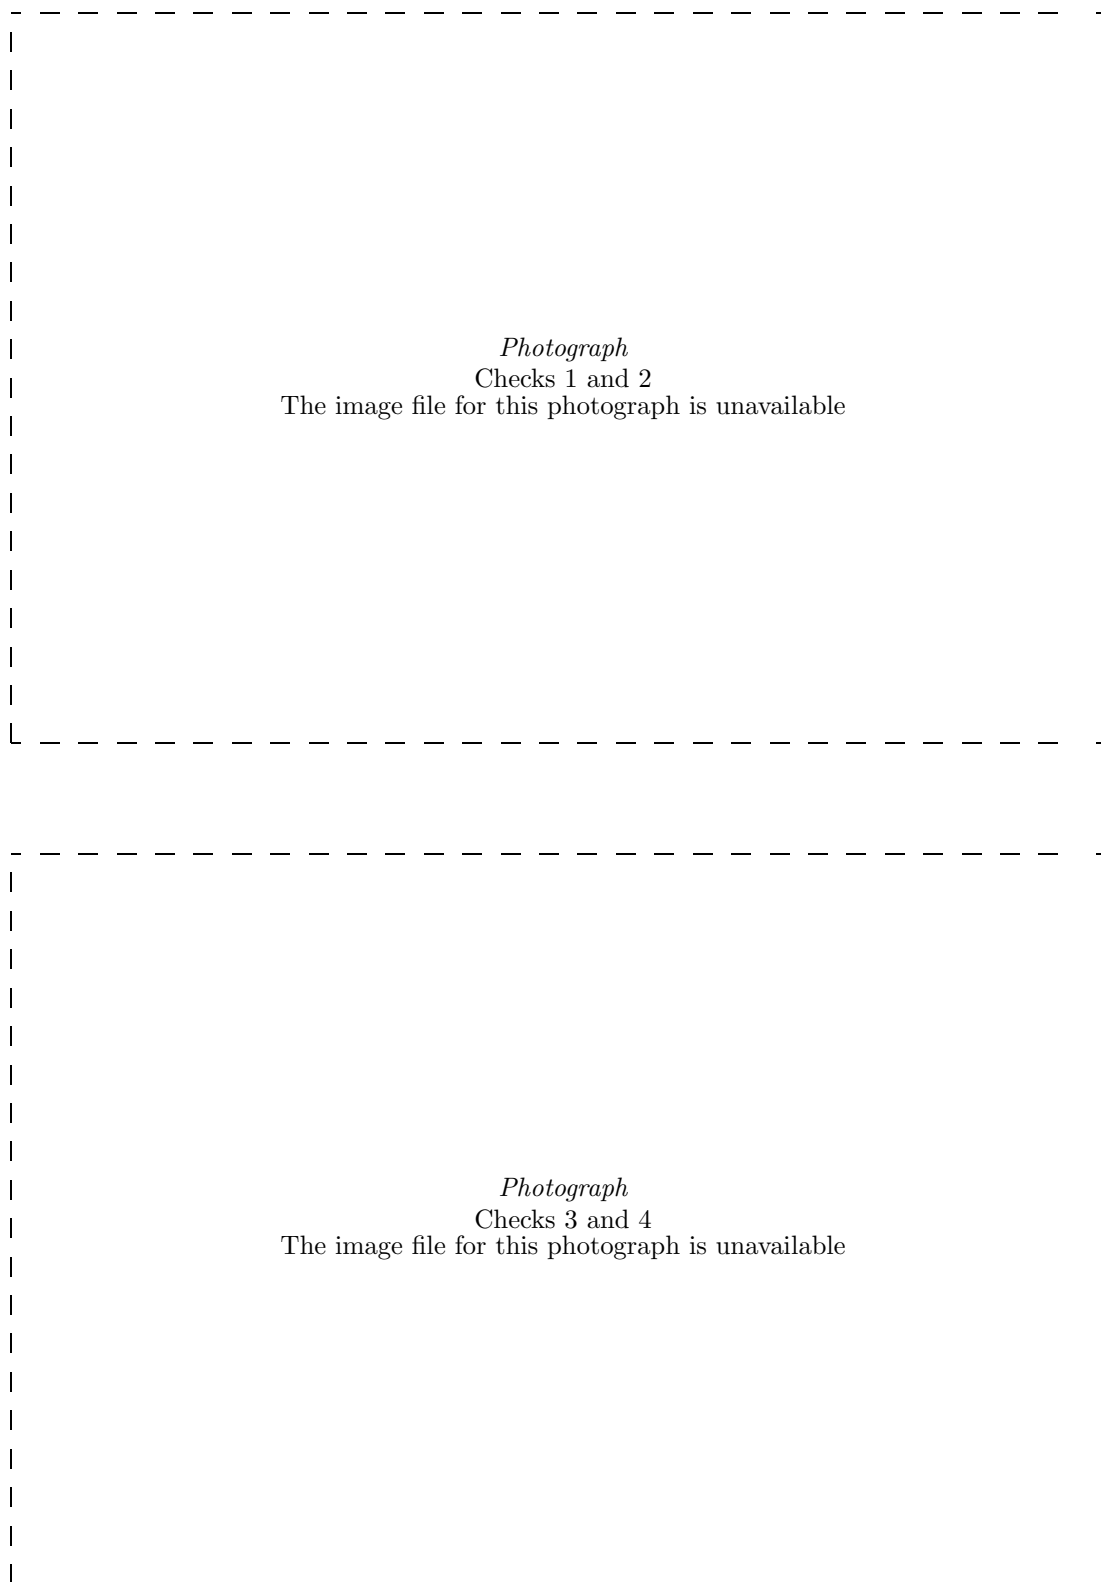 Photograph
Checks 1 and 2
The image file for this photograph is unavailable
Photograph
Checks 3 and 4
The image file for this photograph is unavailable